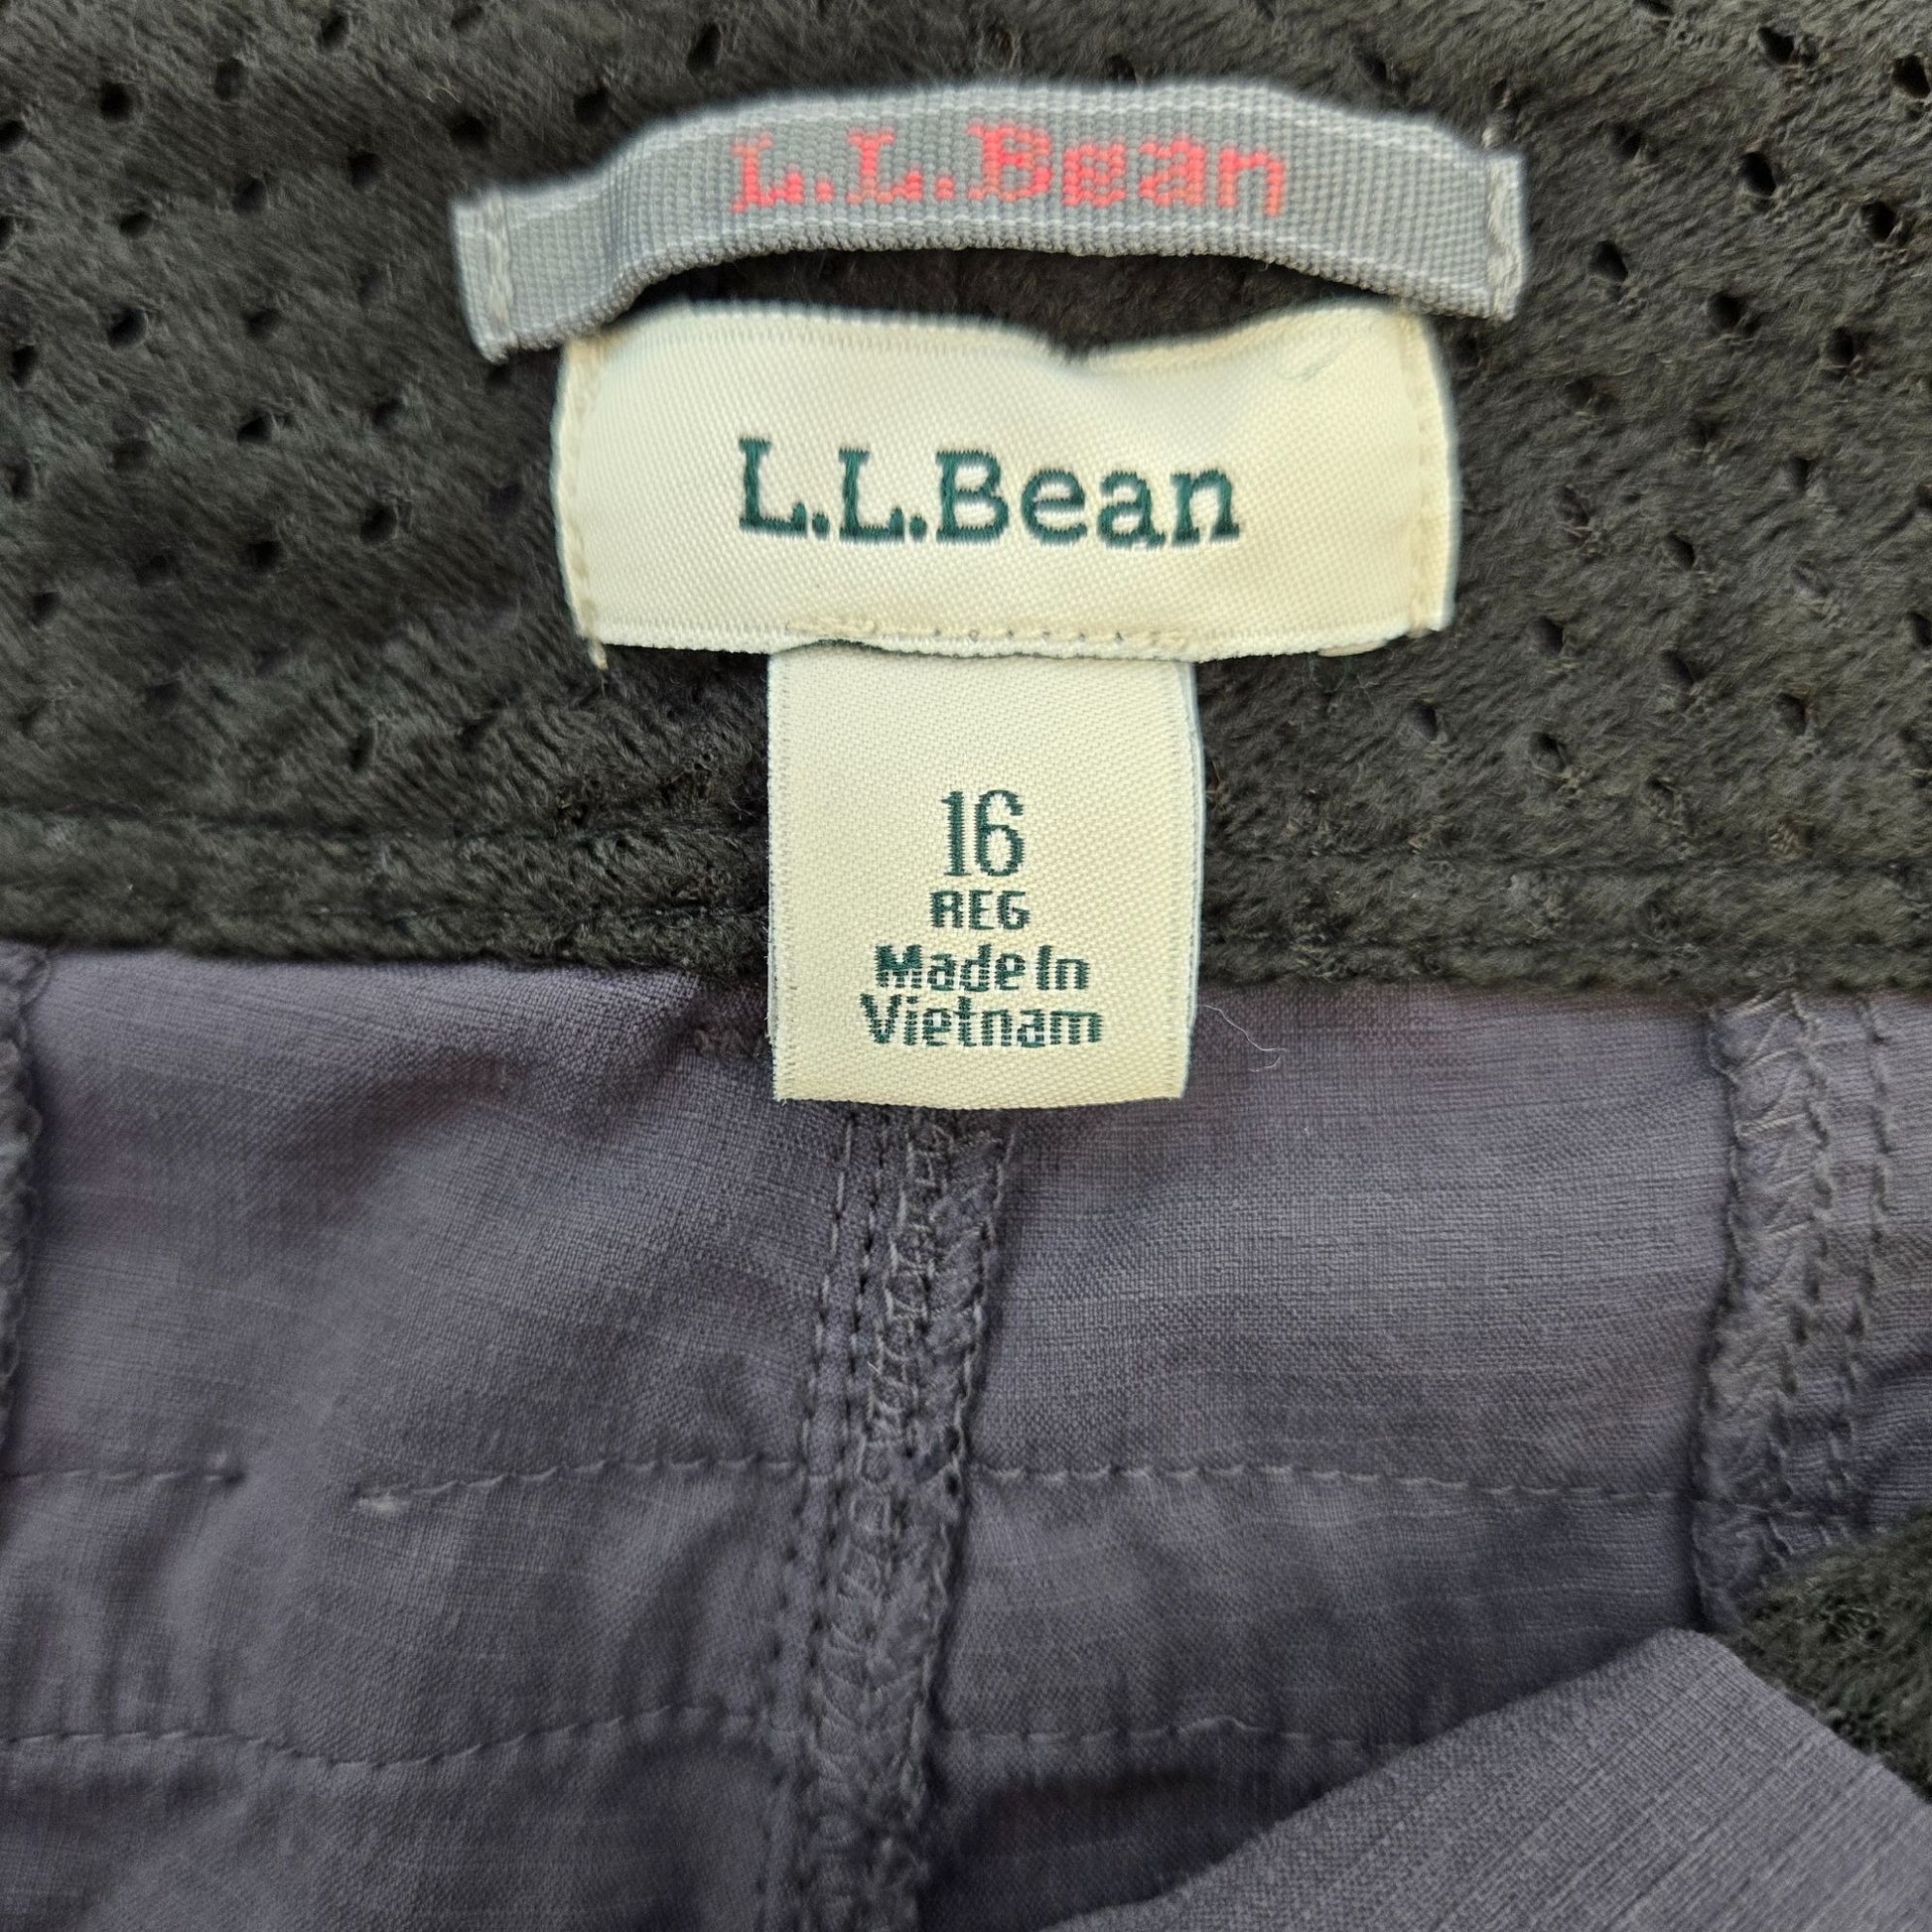 L.L.Bean
L.L.Bean
16
REG
Made In
Vietnam